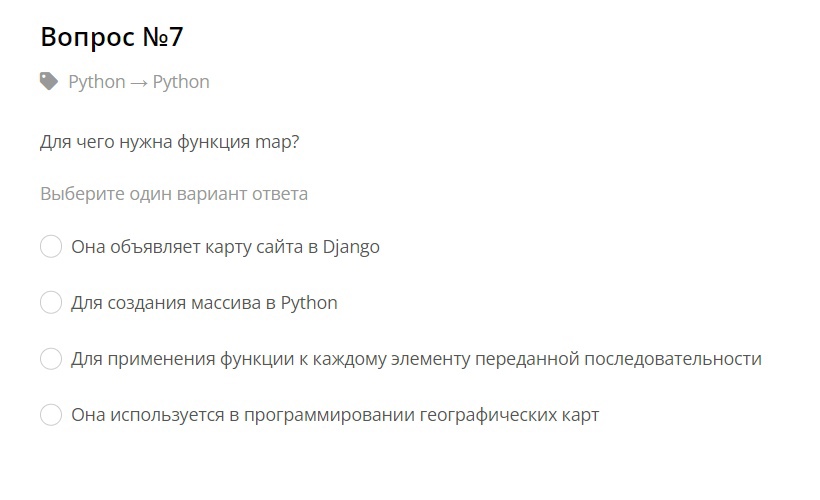 Вопрос №7
Python → Python
Для чего нужна функция map?
Выберите один вариант ответа
Она объявляет карту сайта в Django
Для создания массива в Python
Для применения функции к каждому элементу переданной последовательности
Она используется в программировании географических карт